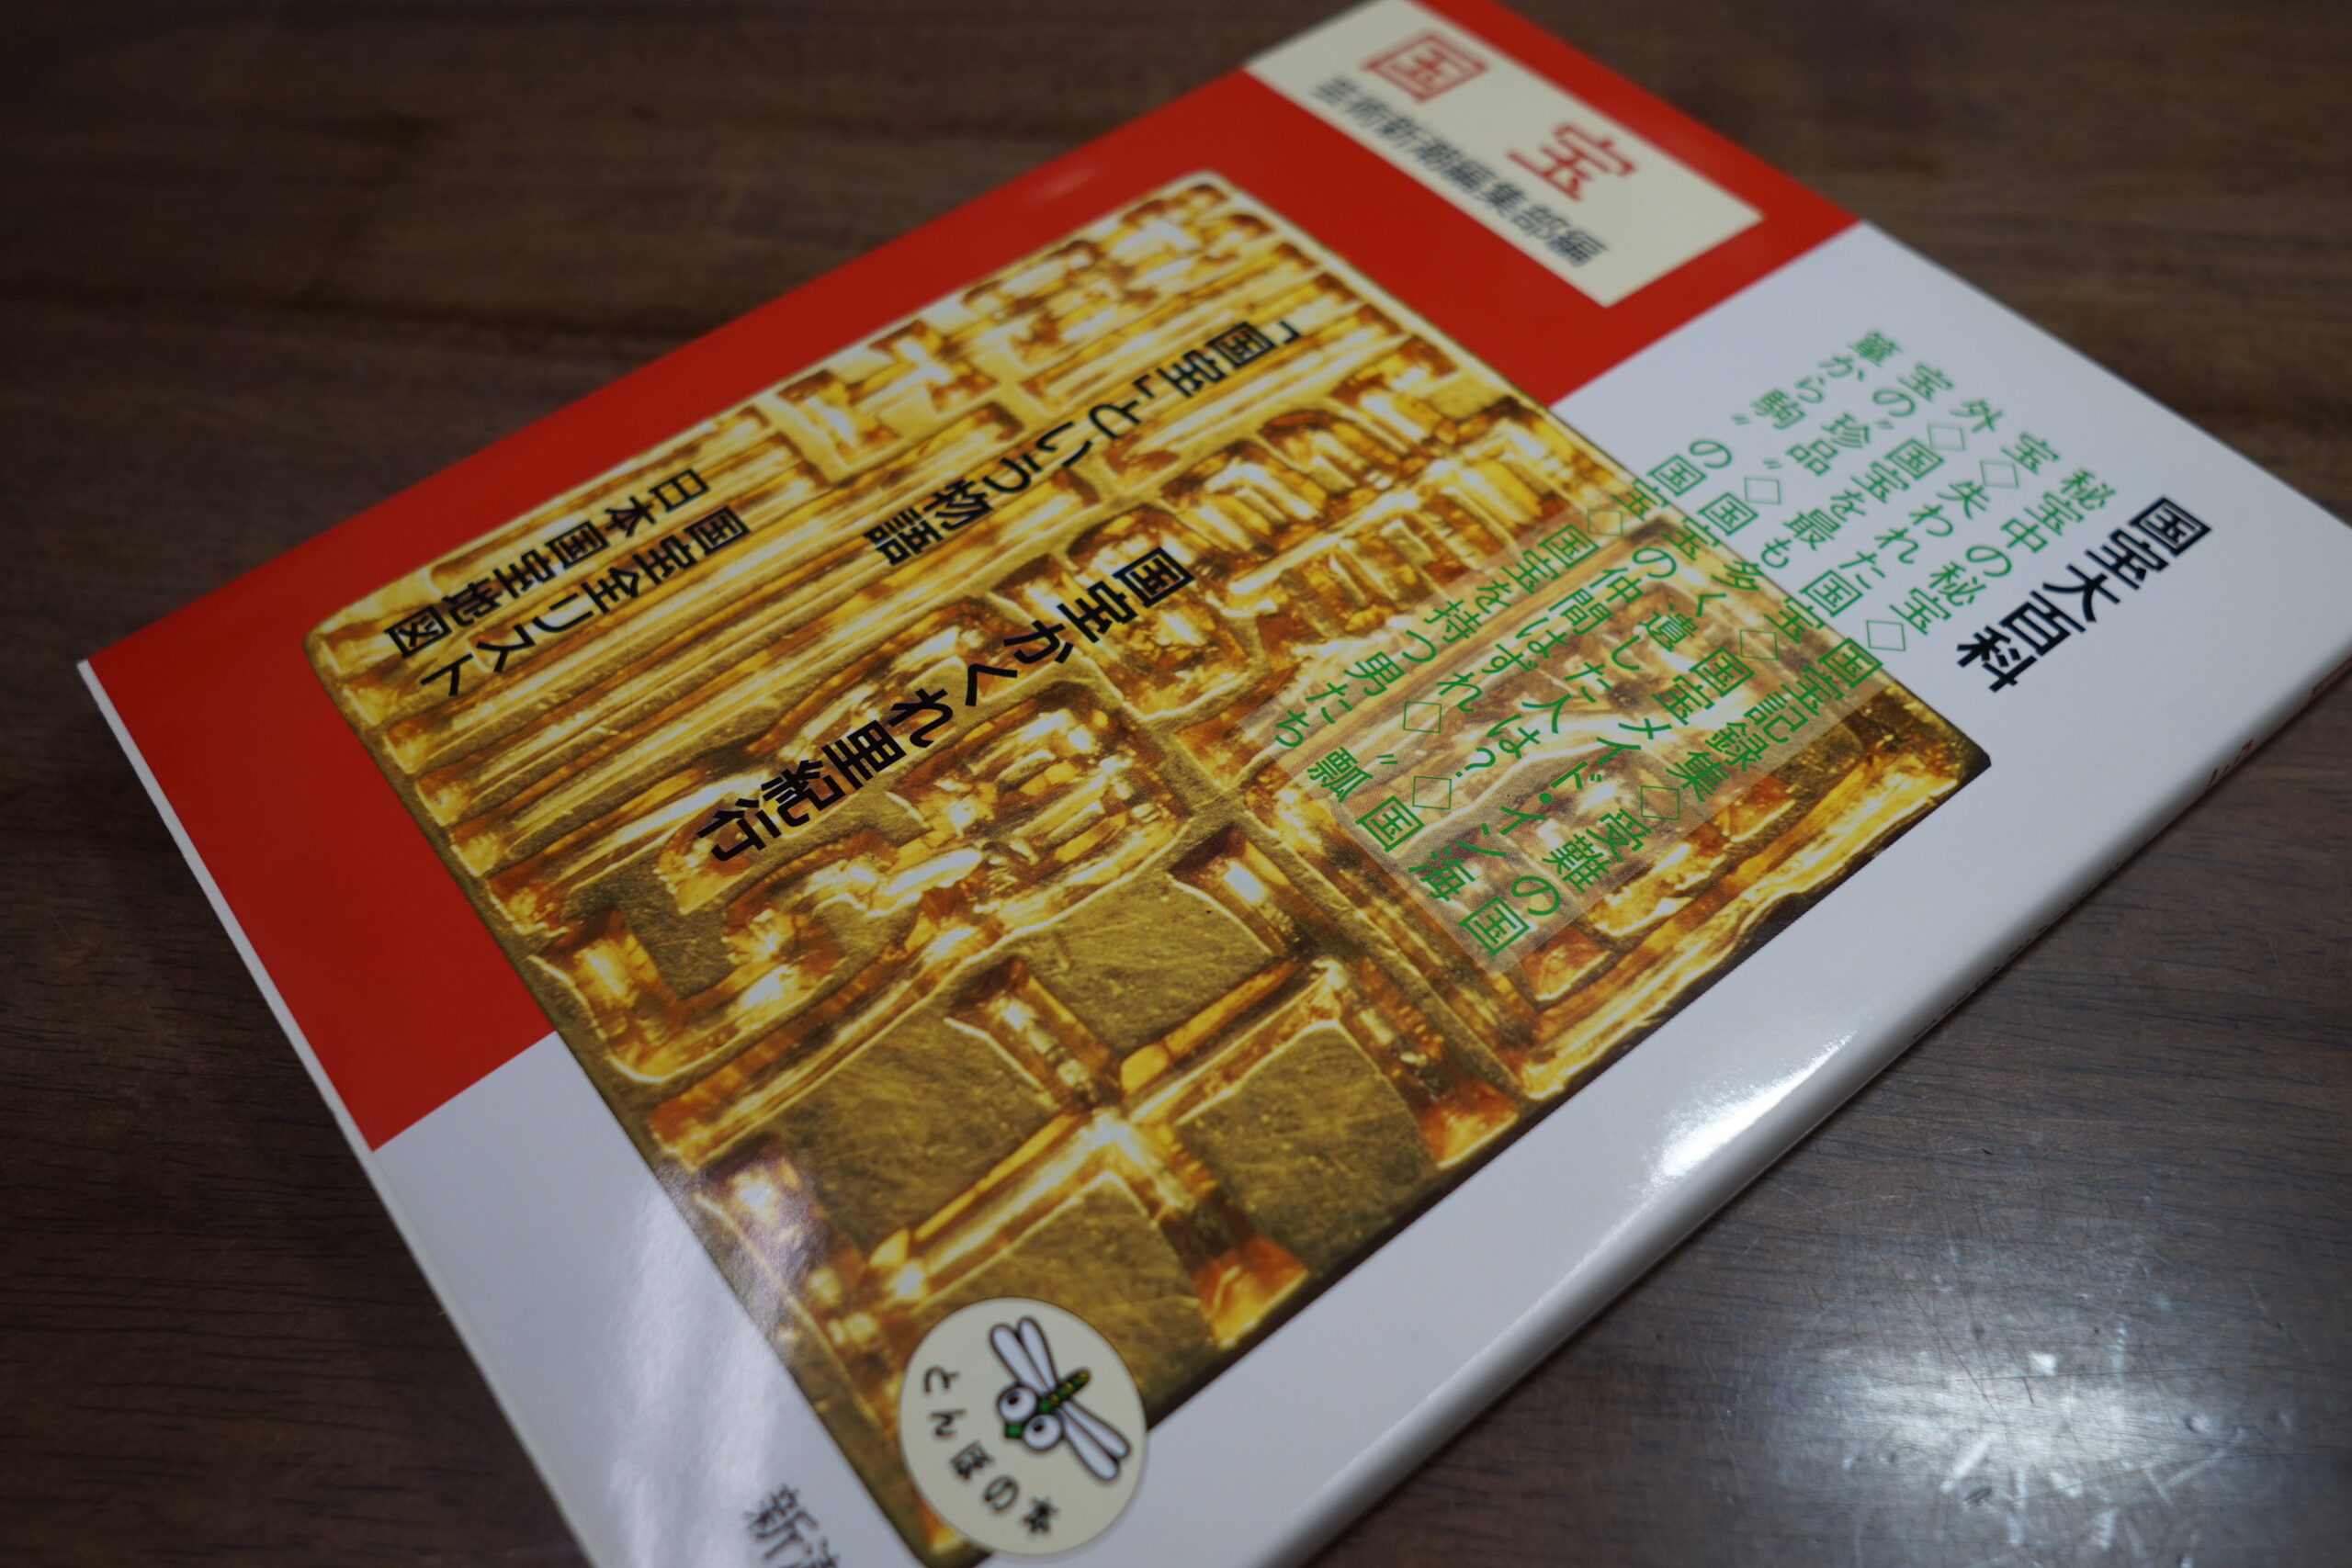 国宝
芸術新潮編集部編
国宝大百科
秘宝中の秘宝◇国宝記録集◇受難の国
宝◇失われた国宝◇国宝メイド・イン海
外◇国宝を最も多く遺した人は?◇国
宝の〝珍品〟◇国宝の仲間はずれ◇〝瓢
箪から駒〟の国宝◇国宝を持つ男たち
国宝かくれ里紀行
「国宝」という物語
国宝全リスト
日本国宝地図
とんぼの本
新